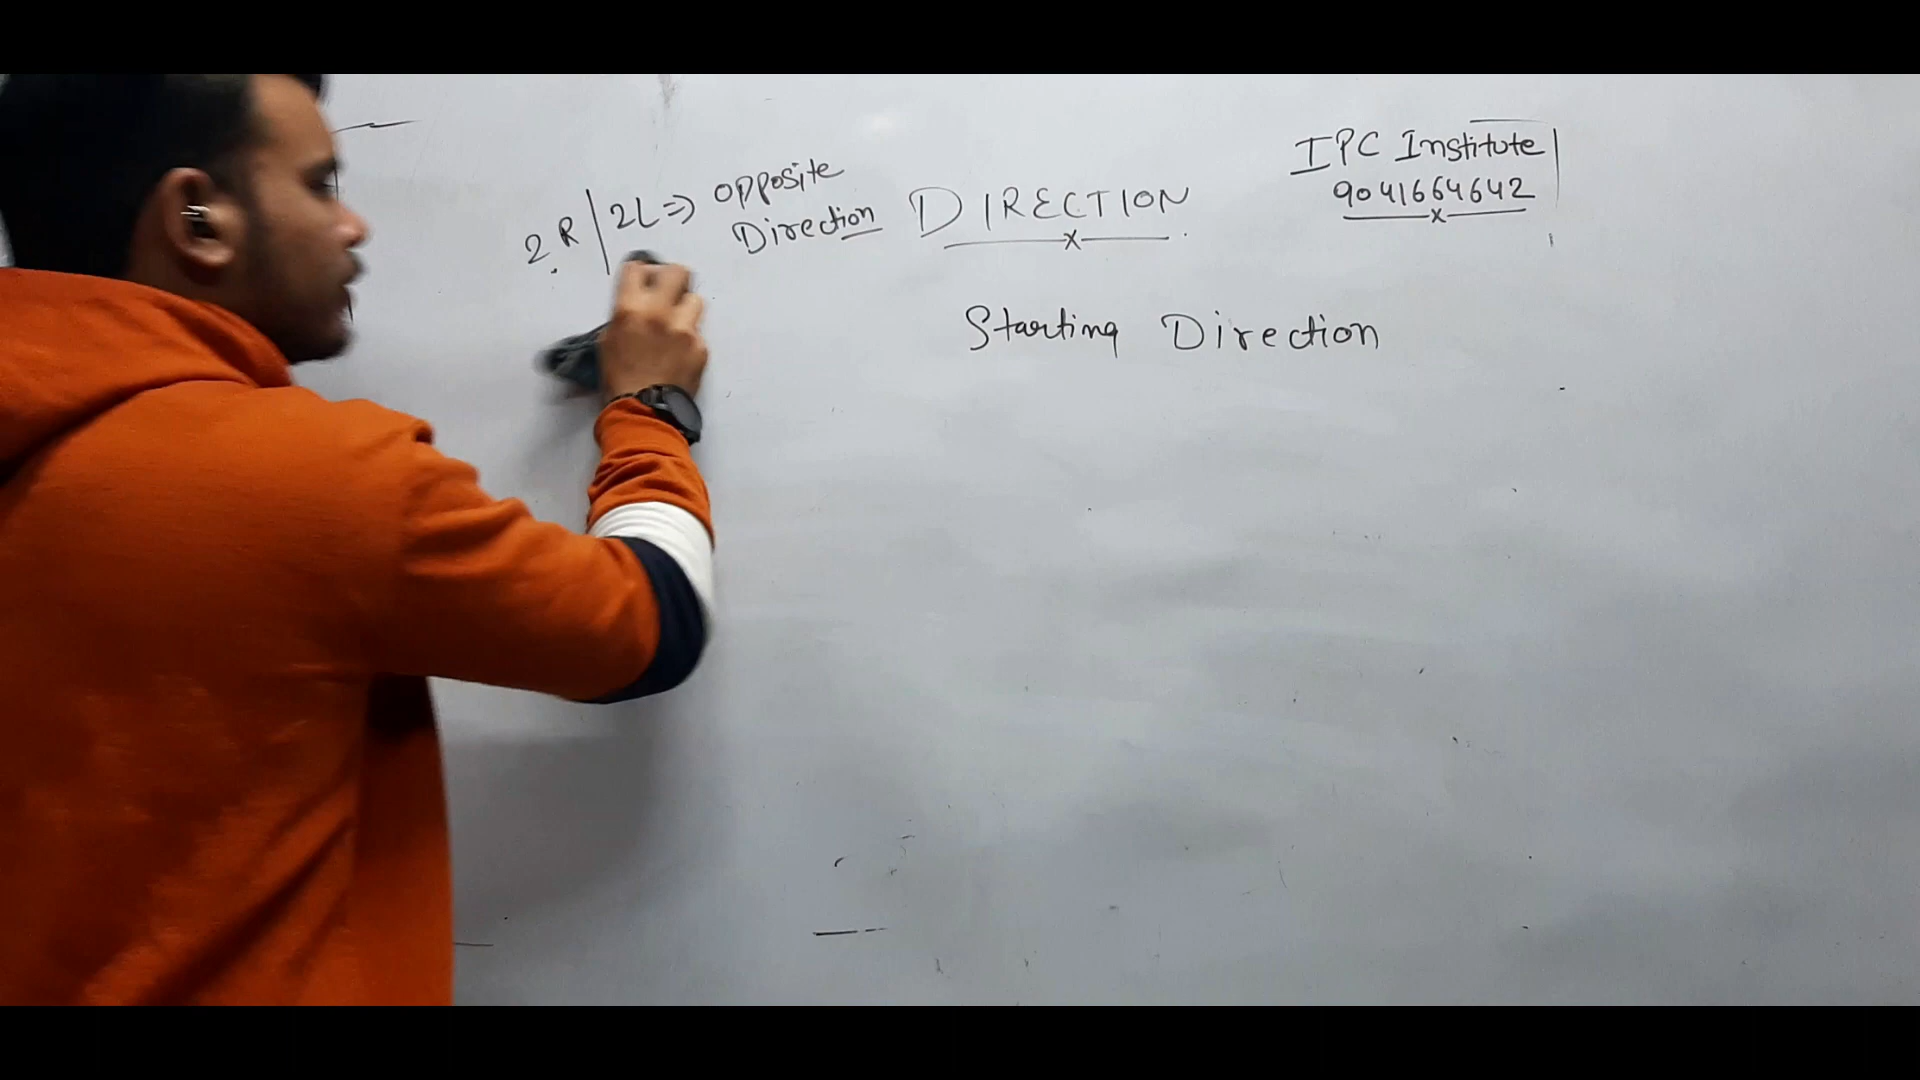 IPC Institute
9041664642
2R | 2L => Opposite
Direction
DIRECTION
Starting Direction